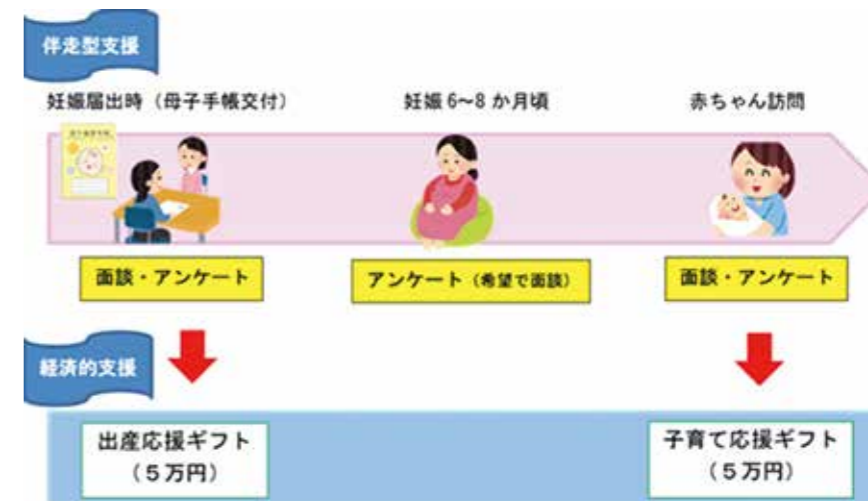 伴走型支援
妊娠届出時（母子手帳交付）
妊娠6～8か月頃
赤ちゃん訪問
面談・アンケート
アンケート（希望で面談）
面談・アンケート
経済的支援
出産応援ギフト
（５万円）
子育て応援ギフト
（５万円）